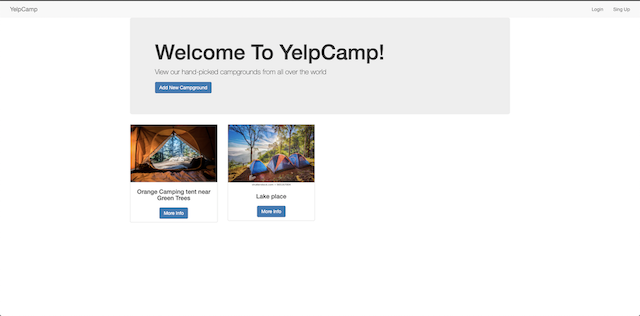 YelpCamp
Login
Sing Up
Welcome To YelpCamp!
View our hand-picked campgrounds from all over the world
Add New Campground
Orange Camping tent near
Green Trees
More Info
Lake place
More Info